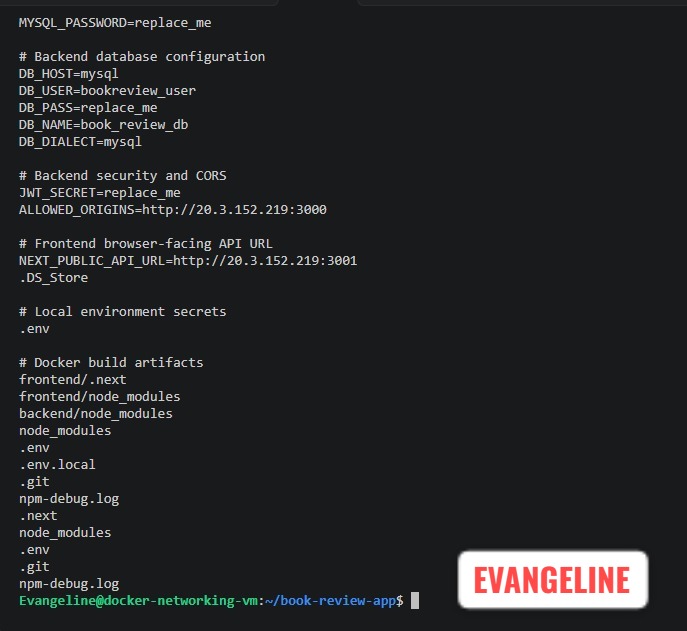 MYSQL_PASSWORD=replace_me
# Backend database configuration
DB_HOST=mysql
DB_USER=bookreview_user
DB_PASS=replace_me
DB_NAME=book_review_db
DB_DIALECT=mysql
# Backend security and CORS
JWT_SECRET=replace_me
ALLOWED_ORIGINS=http://20.3.152.219:3000
# Frontend browser-facing API URL
NEXT_PUBLIC_API_URL=http://20.3.152.219:3001
.DS_Store
# Local environment secrets
.env
# Docker build artifacts
frontend/.next
frontend/node_modules
backend/node_modules
node_modules
.env
.env.local
.git
npm-debug.log
.next
node_modules
.env
.git
npm-debug.log
Evangeline@docker-networking-vm:~/book-review-app$
EVANGELINE